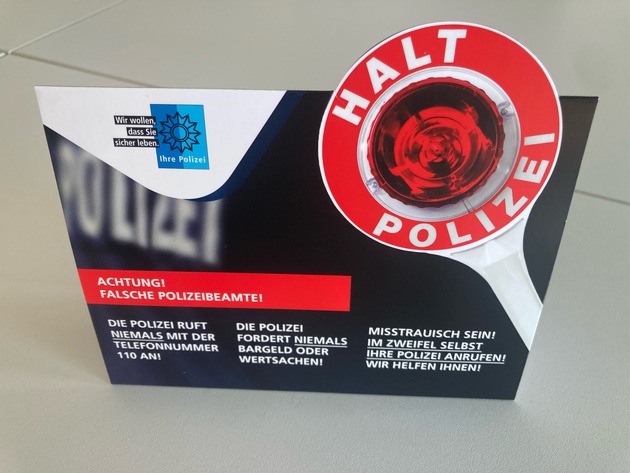 HALT
POLIZEI
Wir wollen,
dass Sie
sicher leben.
Ihre Polizei
POLIZEI
ACHTUNG!
FALSCHE POLIZEIBEAMTE!
DIE POLIZEI RUFT
NIEMALS MIT DER
TELEFONNUMMER
110 AN!
DIE POLIZEI
FORDERT NIEMALS
BARGELD ODER
WERTSACHEN!
MISSTRAUISCH SEIN!
IM ZWEIFEL SELBST
IHRE POLIZEI ANRUFEN!
WIR HELFEN IHNEN!